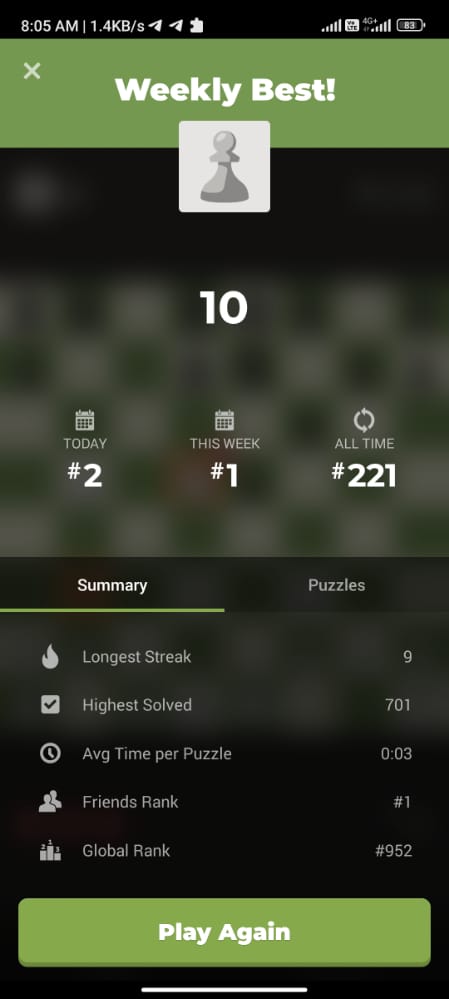 8:05 AM | 1.4KB/s
4G+
83
Weekly Best!
10
TODAY
THIS WEEK
ALL TIME
#2
#1
#221
Summary
Puzzles
Longest Streak 9
Highest Solved 701
Avg Time per Puzzle 0:03
Friends Rank #1
Global Rank #952
Play Again